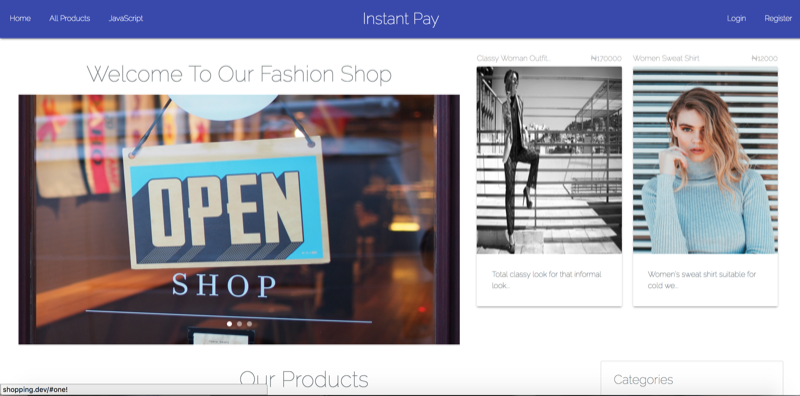 Home
All Products
JavaScript
Instant Pay
Login
Register
Welcome To Our Fashion Shop
OPEN
SHOP
Classy Woman Outfit..
₦170000
Total classy look for that informal
look..
Women Sweat Shirt
₦12000
Women's sweat shirt suitable for
cold we..
Our Products
Categories
shopping.dev/#one!